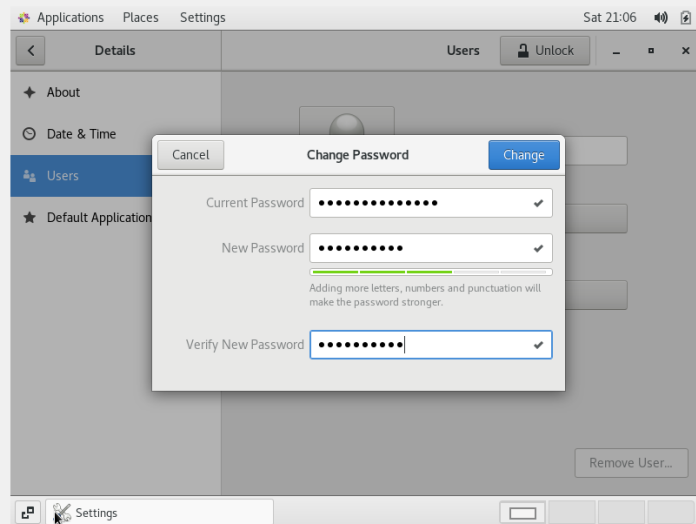 Applications Places Settings Sat 21:06
Details Users Unlock
About
Date & Time
Users
Default Application
Cancel Change Password Change
Current Password ••••••••••••••
New Password ••••••••••
Adding more letters, numbers and punctuation will
make the password stronger.
Verify New Password ••••••••••
Remove User...
Settings